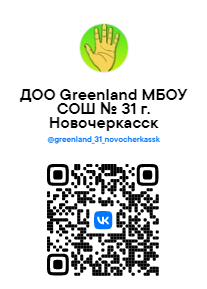 ДОО Greenland МБОУ
СОШ № 31 г.
Новочеркасск
@greenland_31_novocherkassk